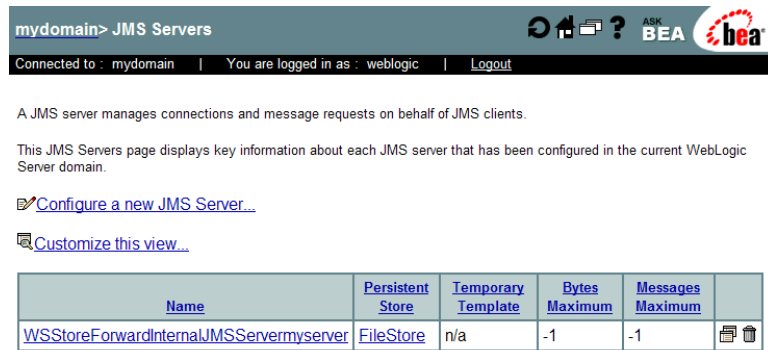 mydomain> JMS Servers
? ASK BEA bea
Connected to : mydomain | You are logged in as : weblogic | Logout
A JMS server manages connections and message requests on behalf of JMS clients.
This JMS Servers page displays key information about each JMS server that has been configured in the current WebLogic
Server domain.
Configure a new JMS Server...
Customize this view...
Name Persistent Store Temporary Template Bytes Maximum Messages Maximum
WSStoreForwardInternalJMSServermyserver FileStore n/a -1 -1